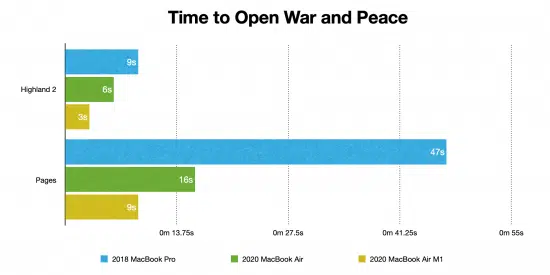 Time to Open War and Peace
9s
Highland 2
6s
3s
47s
Pages
16s
9s
0m 13.75s 0m 27.5s 0m 41.25s 0m 55s
2018 MacBook Pro 2020 MacBook Air 2020 MacBook Air M1